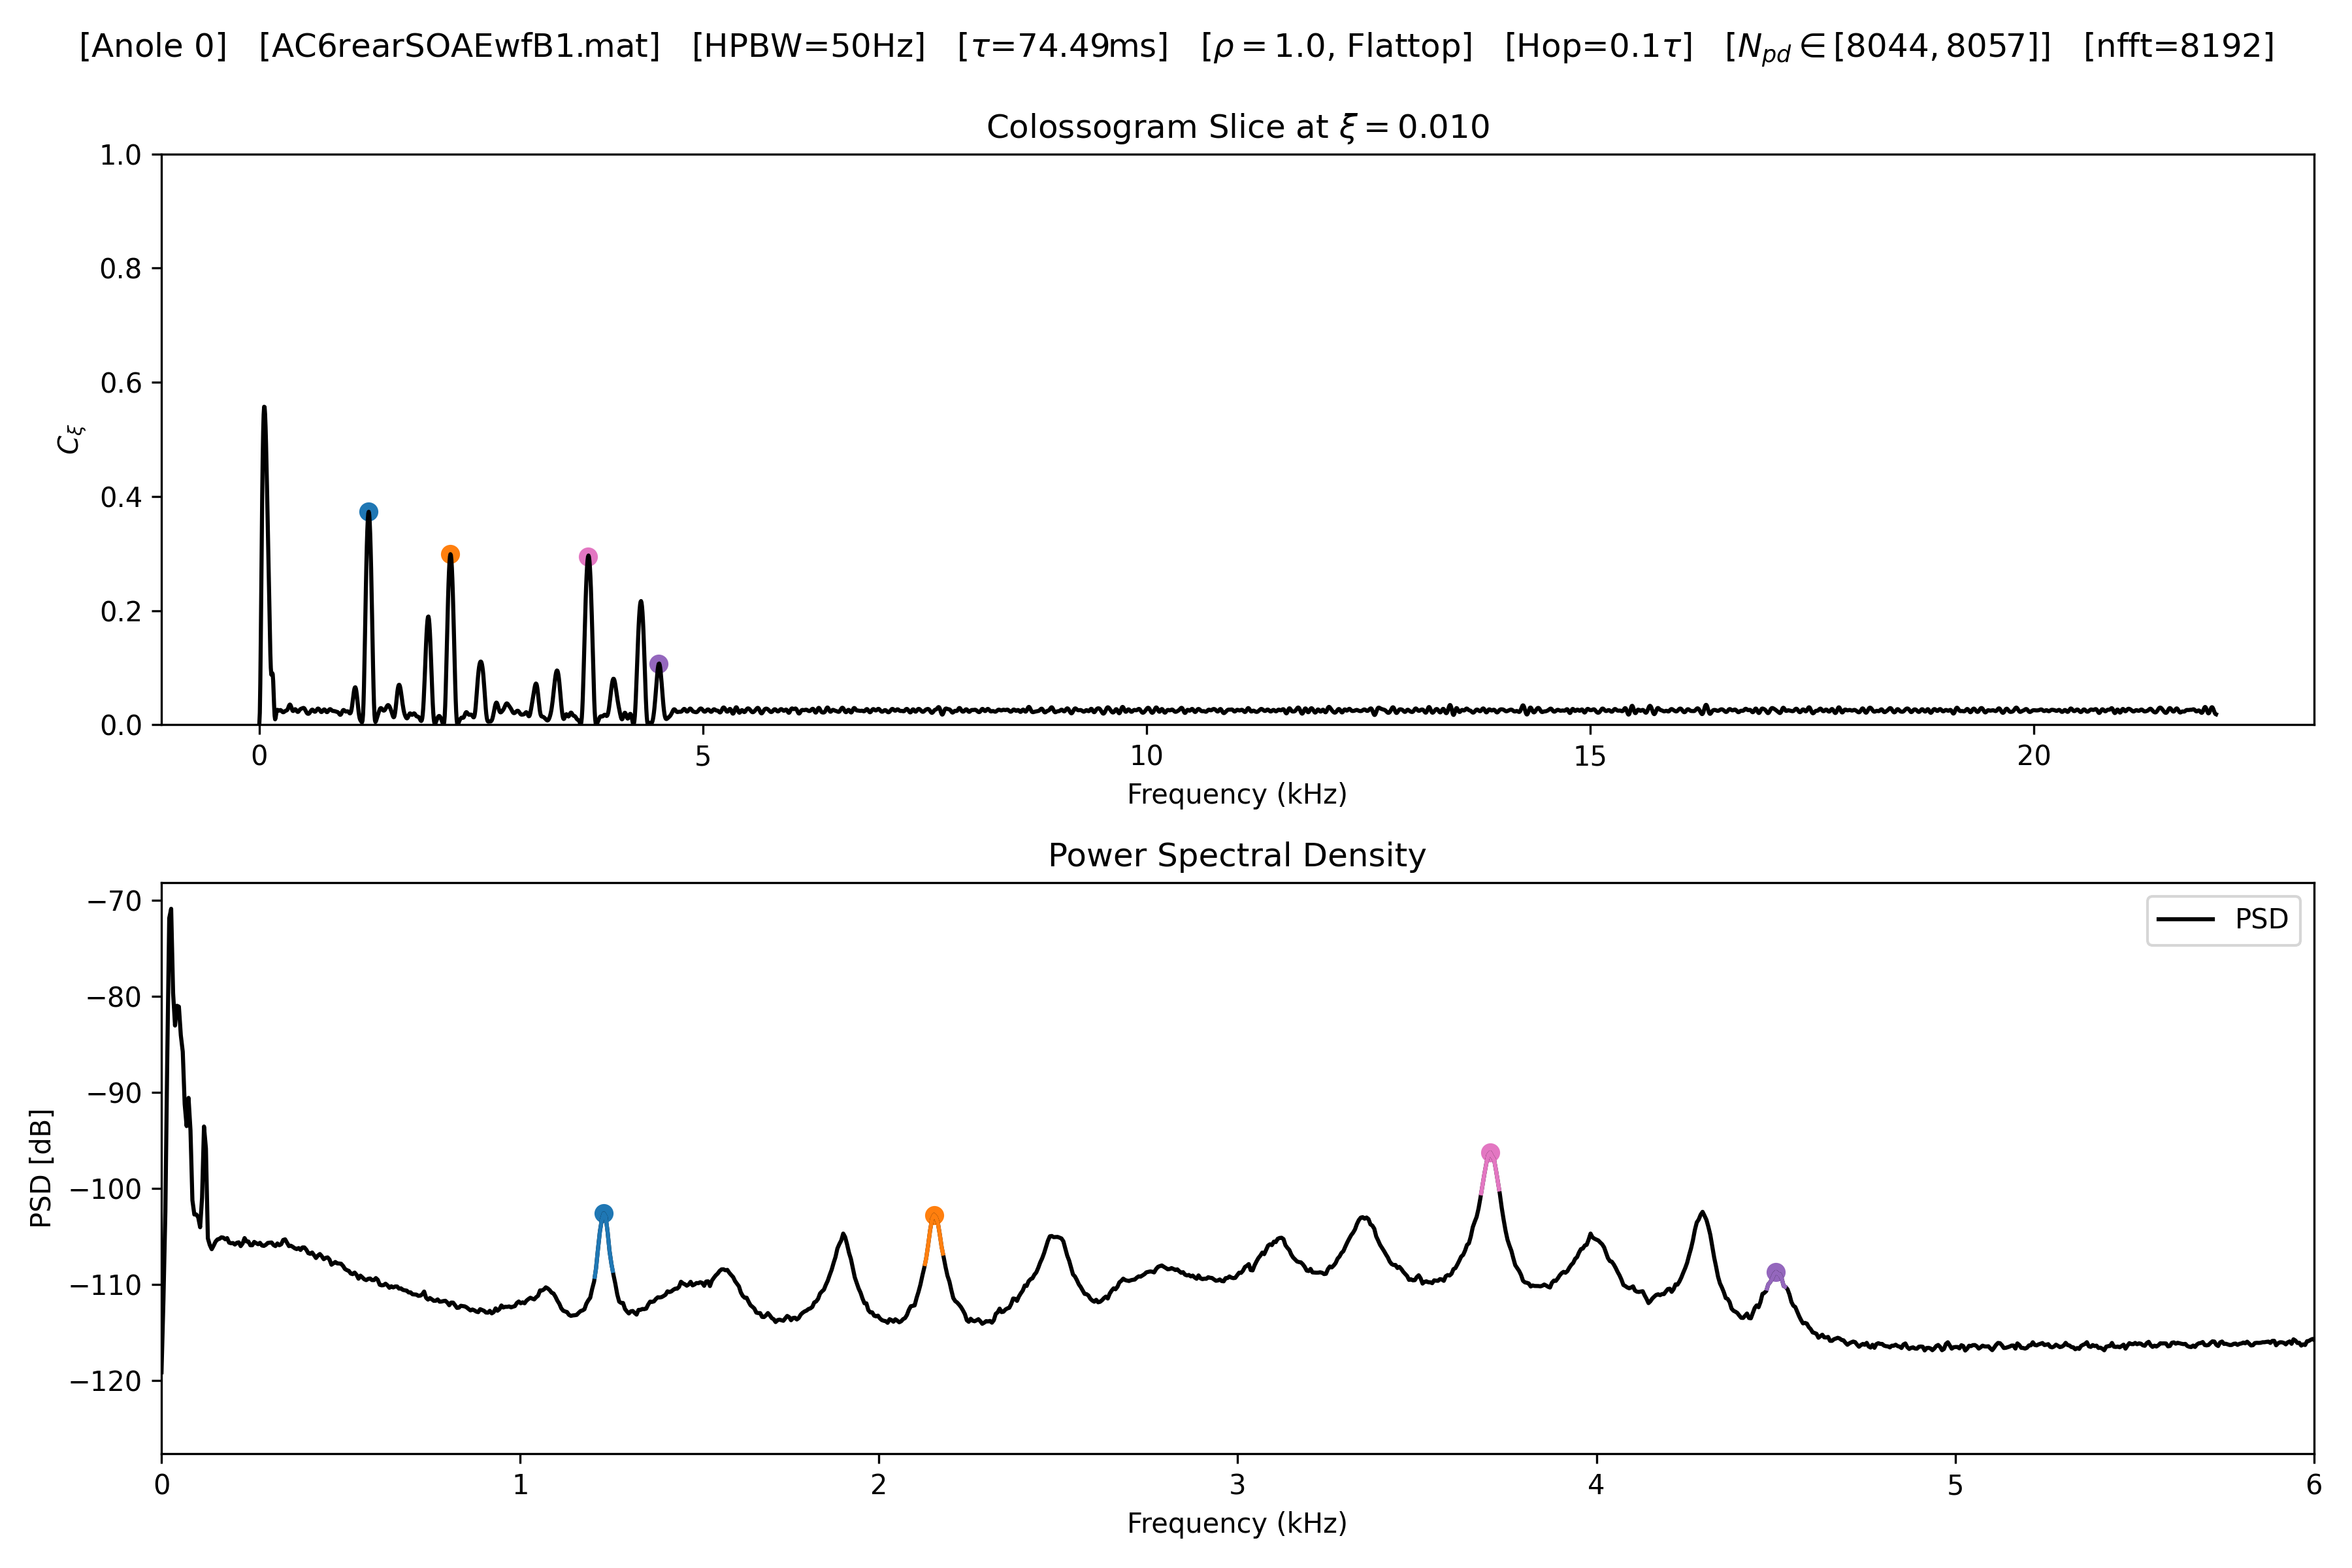 [Anole 0] [AC6rearSOAEwfB1.mat] [HPBW=50Hz] [τ=74.49ms] [ρ = 1.0, Flattop] [Hop=0.1τ] [N_pd ∈ [8044, 8057]] [nfft=8192]
Colossogram Slice at ξ = 0.010
1.0
0.8
0.6
0.4
0.2
0.0
C_ξ
0 5 10 15 20
Frequency (kHz)
Power Spectral Density
−70
−80
−90
−100
−110
−120
PSD [dB]
PSD
0 1 2 3 4 5 6
Frequency (kHz)